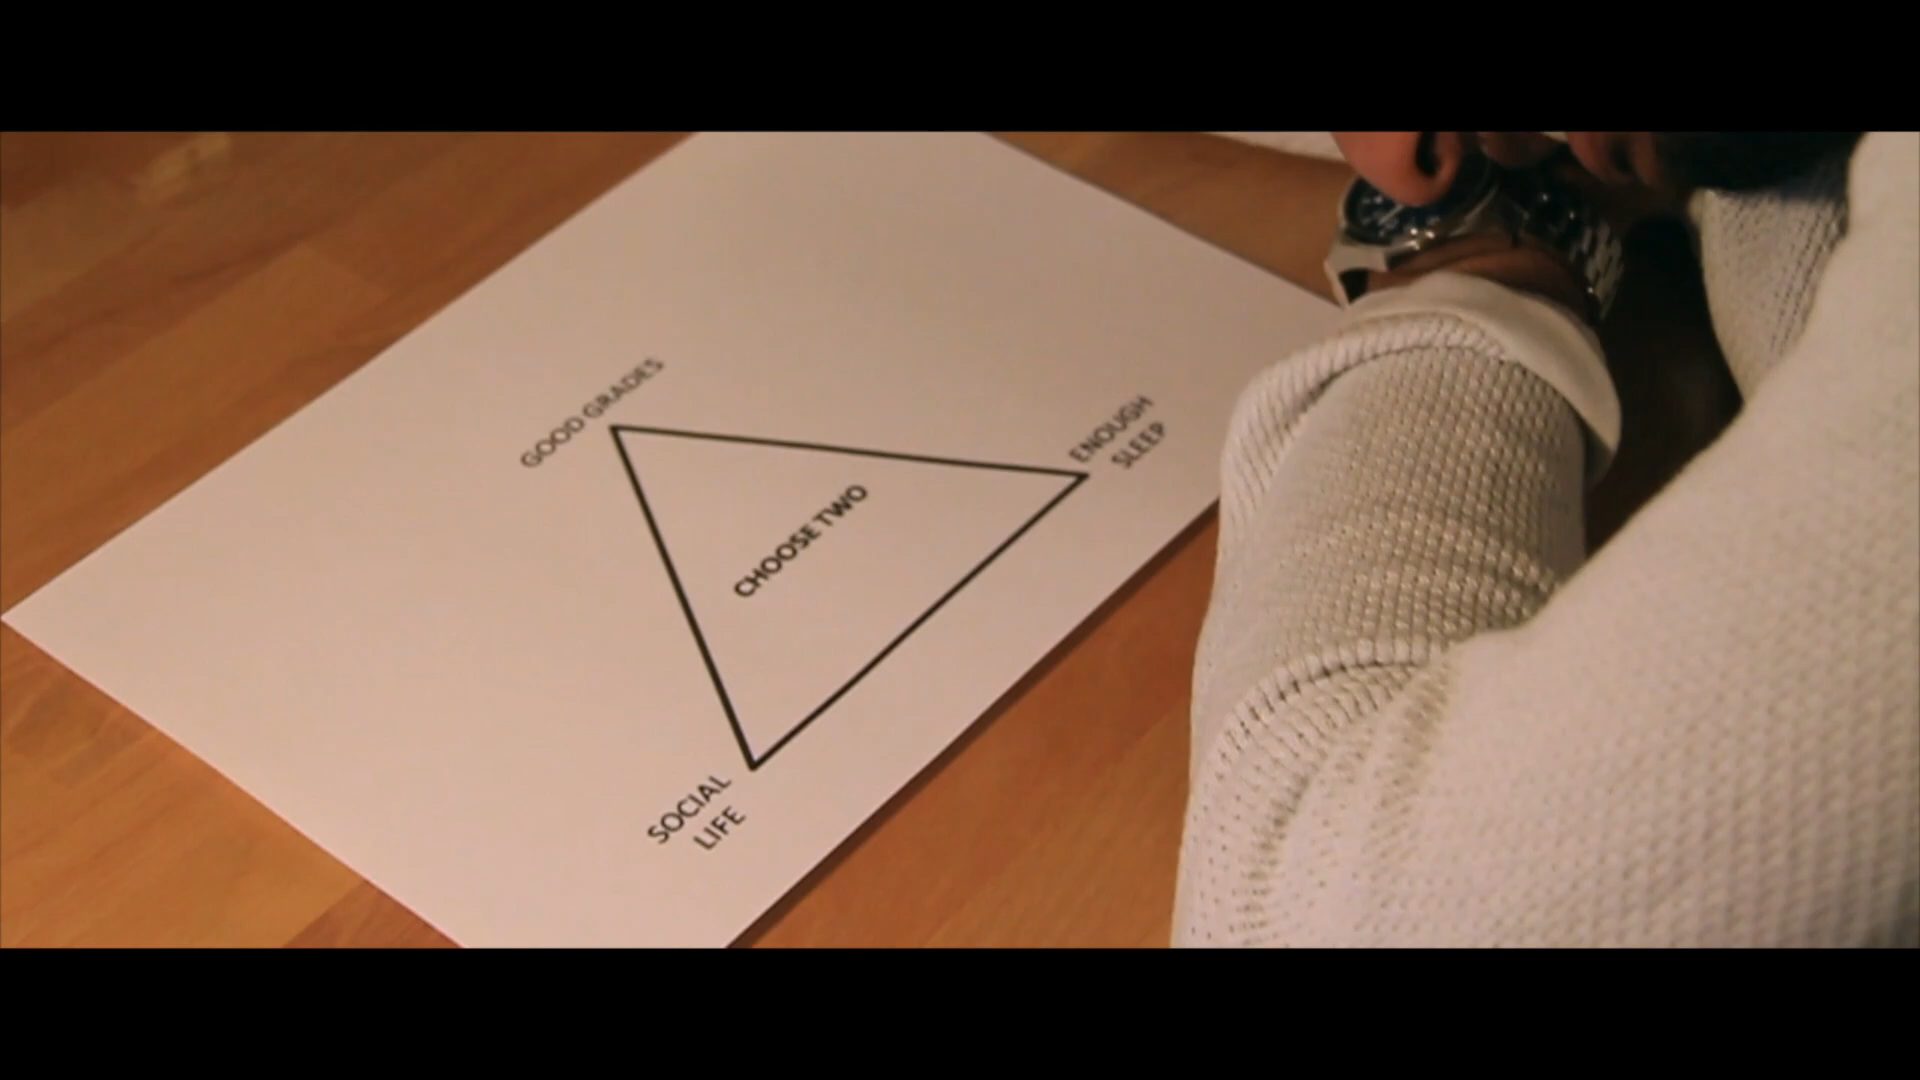 GOOD GRADES
ENOUGH
SLEEP
CHOOSE TWO
SOCIAL
LIFE